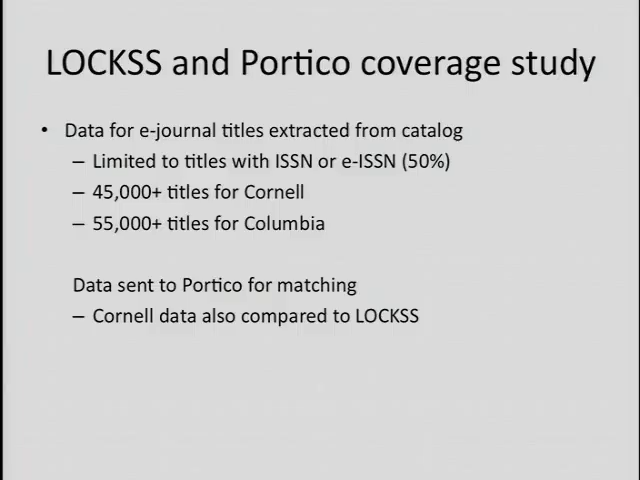 LOCKSS and Portico coverage study
• Data for e-journal titles extracted from catalog
– Limited to titles with ISSN or e-ISSN (50%)
– 45,000+ titles for Cornell
– 55,000+ titles for Columbia
Data sent to Portico for matching
– Cornell data also compared to LOCKSS